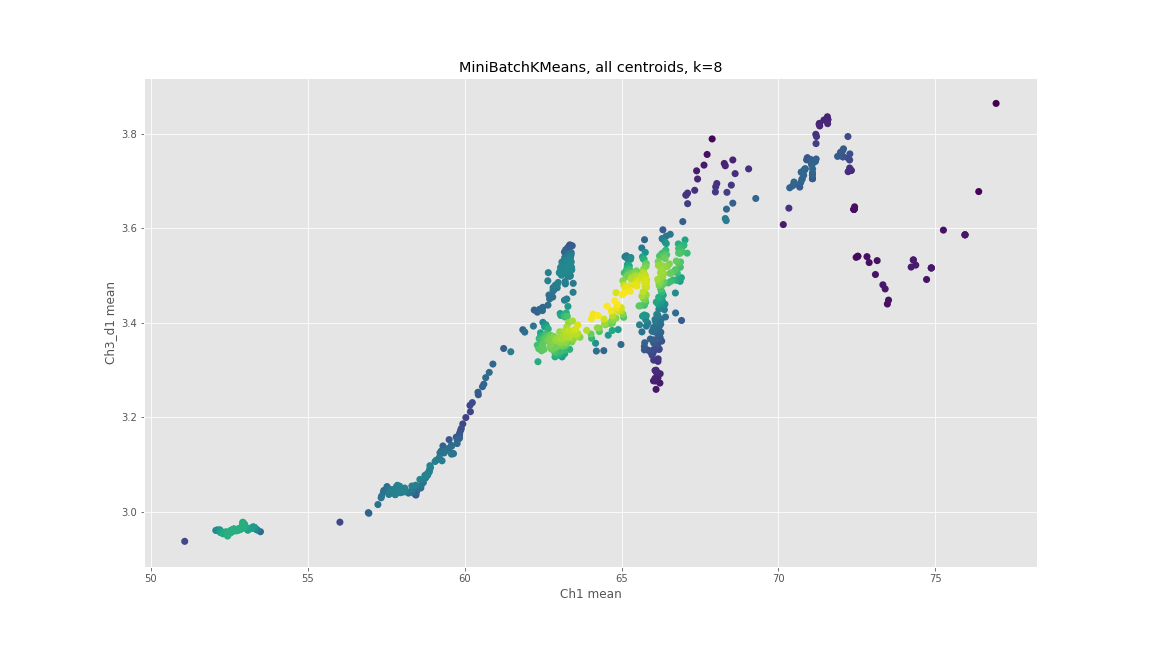 MiniBatchKMeans, all centroids, k=8
3.8
3.6
3.4
3.2
3.0
Ch3_d1 mean
50 55 60 65 70 75
Ch1 mean